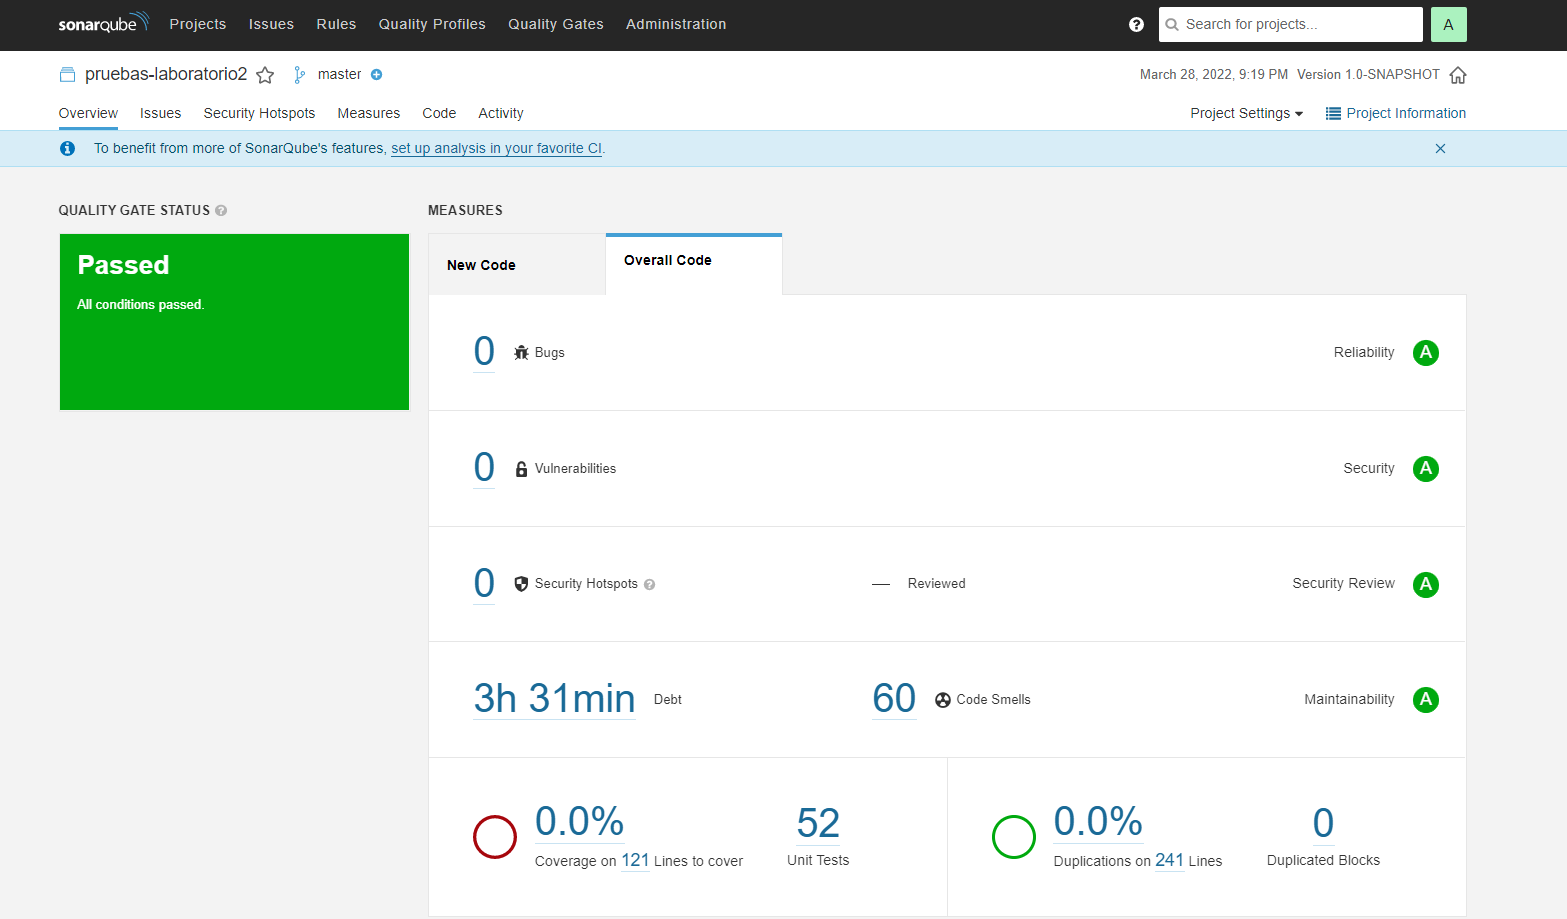 sonarqube Projects Issues Rules Quality Profiles Quality Gates Administration Search for projects... A
pruebas-laboratorio2 master March 28, 2022, 9:19 PM Version 1.0-SNAPSHOT
Overview Issues Security Hotspots Measures Code Activity Project Settings Project Information
To benefit from more of SonarQube's features, set up analysis in your favorite CI.
QUALITY GATE STATUS
Passed
All conditions passed.
MEASURES
New Code Overall Code
0 Bugs Reliability A
0 Vulnerabilities Security A
0 Security Hotspots — Reviewed Security Review A
3h 31min Debt 60 Code Smells Maintainability A
0.0% 52 0.0% 0
Coverage on 121 Lines to cover Unit Tests Duplications on 241 Lines Duplicated Blocks